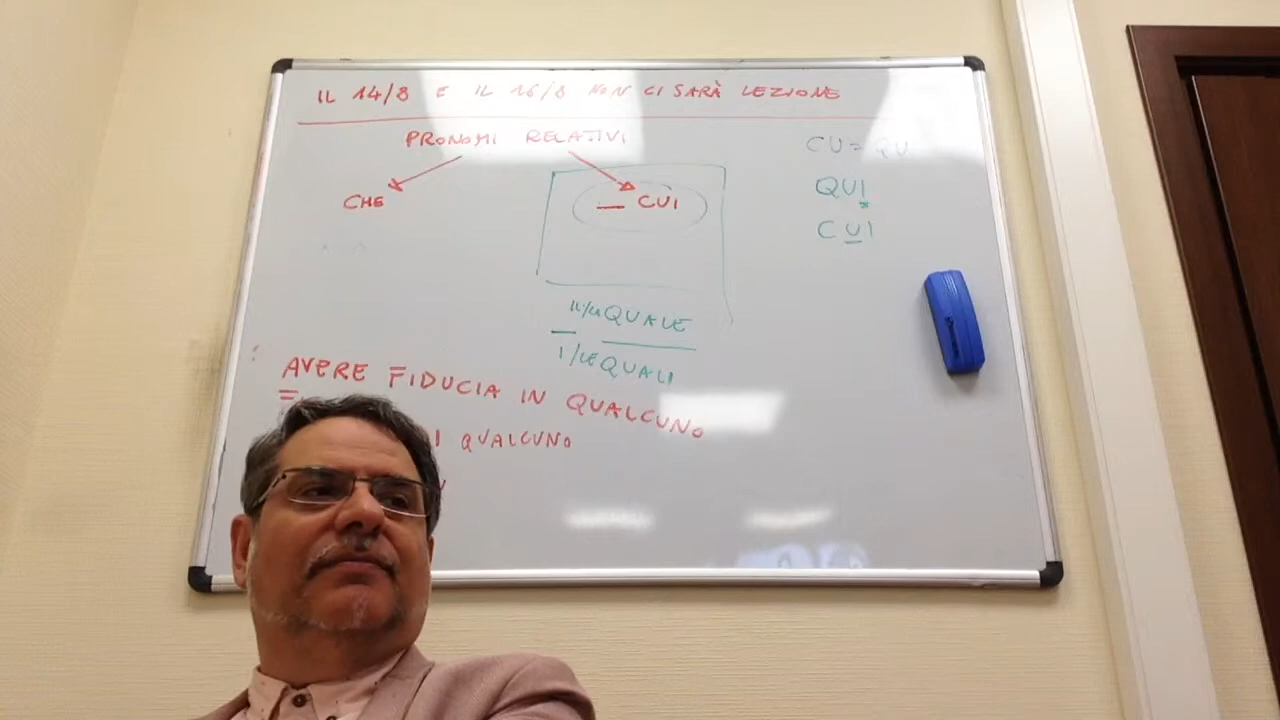 IL 14/8 E IL 16/8 NON CI SARÀ LEZIONE
PRONOMI RELATIVI
CHE
— CUI
CU = QU
QUI
CUI
IL/LA QUALE
I/LE QUALI
AVERE FIDUCIA IN QUALCUNO
I QUALCUNO